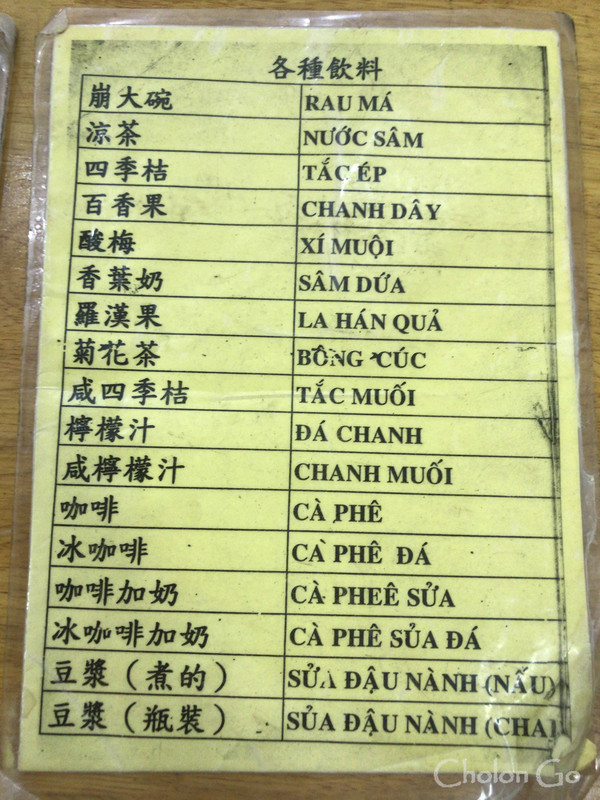 各種飲料
崩大碗 RAU MÁ
涼茶 NƯỚC SÂM
四季桔 TẮC ÉP
百香果 CHANH DÂY
酸梅 XÍ MUỘI
香葉奶 SÂM DỨA
羅漢果 LA HÁN QUẢ
菊花茶 BÔNG CÚC
咸四季桔 TẮC MUỐI
檸檬汁 ĐÁ CHANH
咸檸檬汁 CHANH MUỐI
咖啡 CÀ PHÊ
冰咖啡 CÀ PHÊ ĐÁ
咖啡加奶 CÀ PHEÊ SỬA
冰咖啡加奶 CÀ PHÊ SỦA ĐÁ
豆漿（煮的） SỬA ĐẬU NÀNH (NẤU)
豆漿（瓶裝） SỦA ĐẬU NÀNH (CHAI
Cholon Go